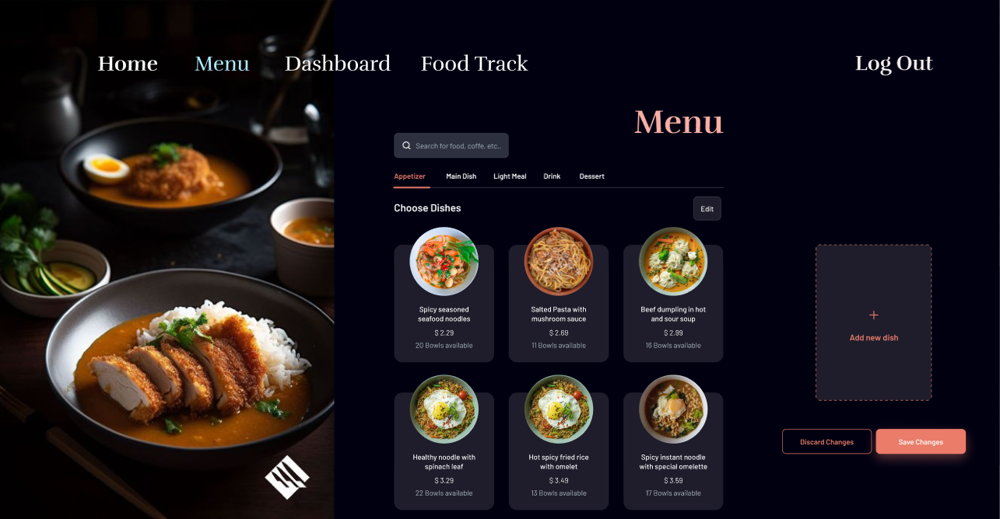 Home Menu Dashboard Food Track Log Out
Menu
Search for food, coffe, etc..
Appetizer Main Dish Light Meal Drink Dessert
Choose Dishes
Edit
Spicy seasoned
seafood noodles
$ 2.29
20 Bowls available
Salted Pasta with
mushroom sauce
$ 2.69
11 Bowls available
Beef dumpling in hot
and sour soup
$ 2.99
16 Bowls available
Healthy noodle with
spinach leaf
$ 3.29
22 Bowls available
Hot spicy fried rice
with omelet
$ 3.49
13 Bowls available
Spicy instant noodle
with special omelette
$ 3.59
17 Bowls available
+
Add new dish
Discard Changes
Save Changes